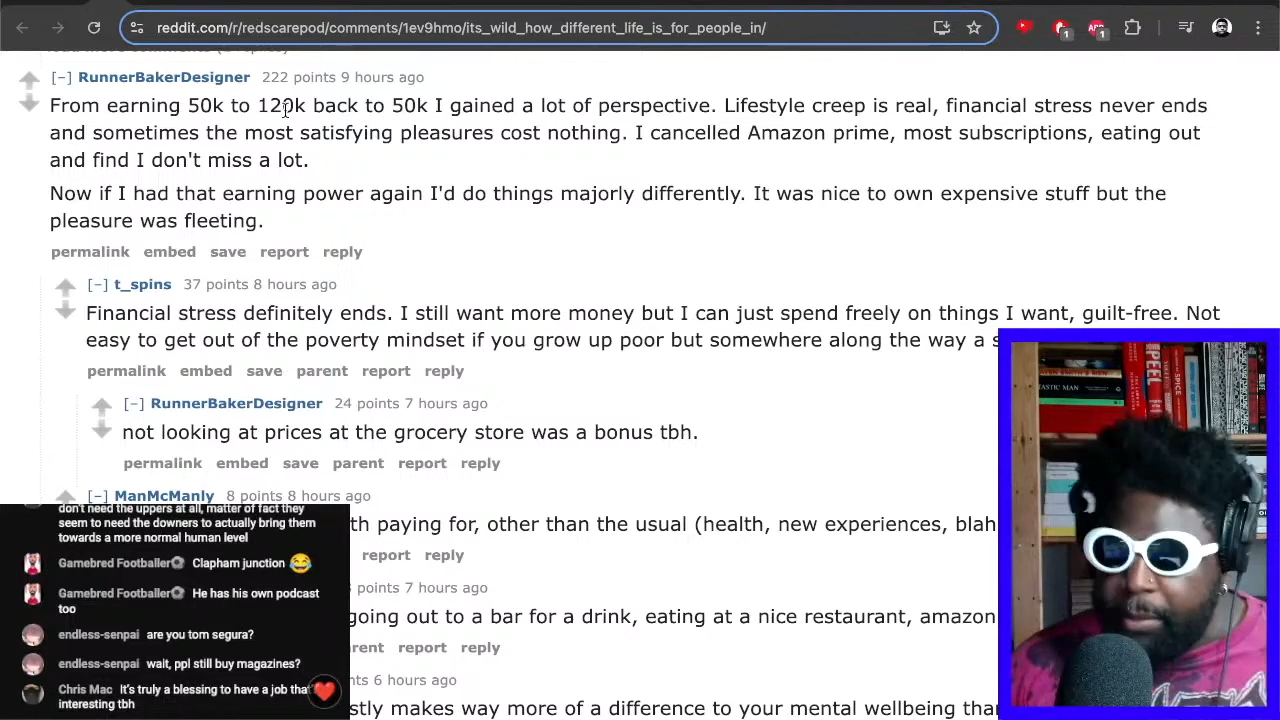 reddit.com/r/redscarepod/comments/1ev9hmo/its_wild_how_different_life_is_for_people_in/
[–] RunnerBakerDesigner 222 points 9 hours ago
From earning 50k to 120k back to 50k I gained a lot of perspective. Lifestyle creep is real, financial stress never ends
and sometimes the most satisfying pleasures cost nothing. I cancelled Amazon prime, most subscriptions, eating out
and find I don't miss a lot.
Now if I had that earning power again I'd do things majorly differently. It was nice to own expensive stuff but the
pleasure was fleeting.
permalink embed save report reply
[–] t_spins 37 points 8 hours ago
Financial stress definitely ends. I still want more money but I can just spend freely on things I want, guilt-free. Not
easy to get out of the poverty mindset if you grow up poor but somewhere along the way a
permalink embed save parent report reply
[–] RunnerBakerDesigner 24 points 7 hours ago
not looking at prices at the grocery store was a bonus tbh.
permalink embed save parent report reply
[–] ManMcManly 8 points 8 hours ago
th paying for, other than the usual (health, new experiences, blah
report reply
points 7 hours ago
going out to a bar for a drink, eating at a nice restaurant, amazon
report reply
ts 6 hours ago
stly makes way more of a difference to your mental wellbeing than
don't need the uppers at all, matter of fact they
seem to need the downers to actually bring them
towards a more normal human level
Gamebred Footballer Clapham junction 😂
Gamebred Footballer He has his own podcast
too
endless-senpai are you tom segura?
endless-senpai wait, ppl still buy magazines?
Chris Mac It's truly a blessing to have a job that
interesting tbh
PEEL
SPICE